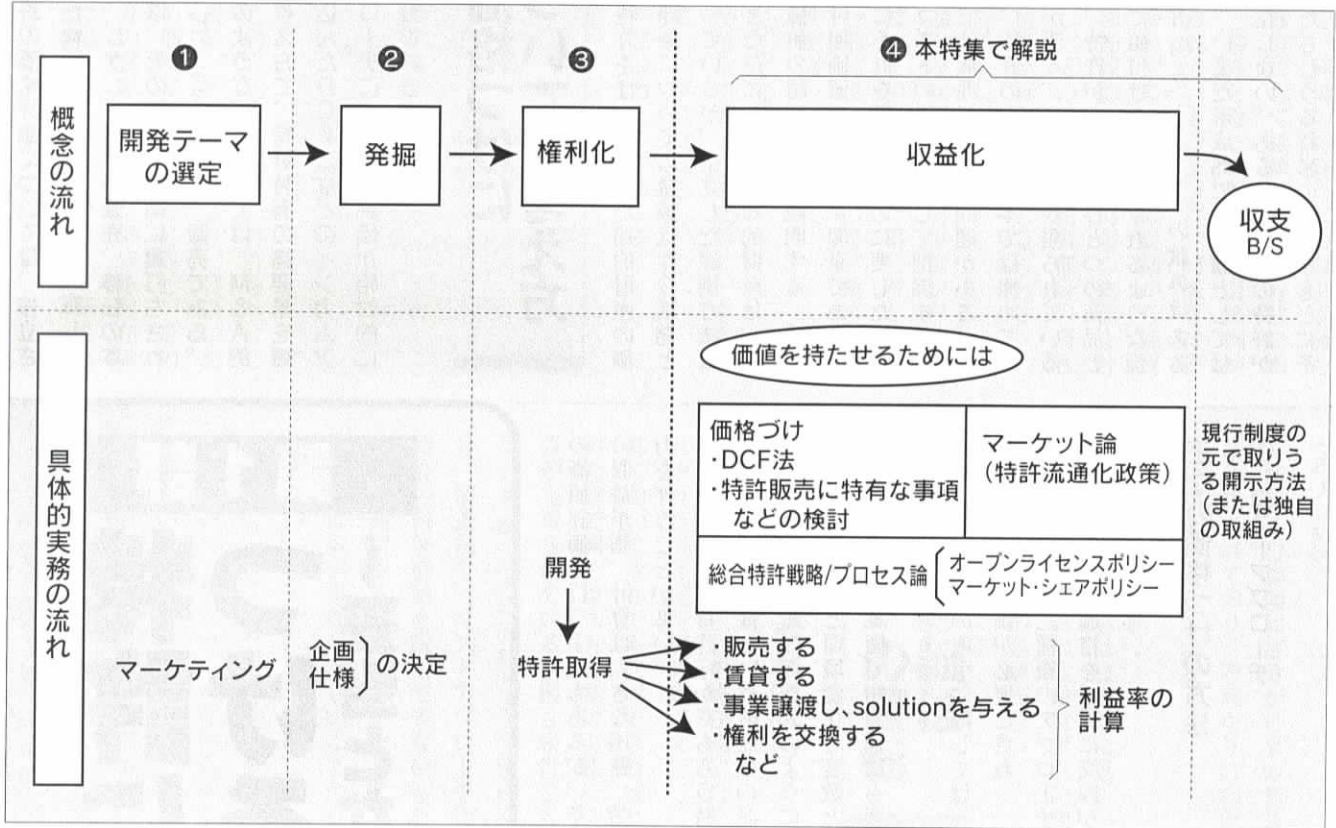 ❶
❷
❸
❹ 本特集で解説
概念の流れ
開発テーマ
の選定
発掘
権利化
収益化
収支
B/S
具体的実務の流れ
価値を持たせるためには
価格づけ
・DCF法
・特許販売に特有な事項
などの検討
マーケット論
(特許流通化政策)
総合特許戦略/プロセス論
オープンライセンスポリシー
マーケット・シェアポリシー
現行制度の
元で取りう
る開示方法
(または独自
の取組み)
マーケティング
企画
仕様
の決定
開発
特許取得
・販売する
・賃貸する
・事業譲渡し、solutionを与える
・権利を交換する
など
利益率の
計算